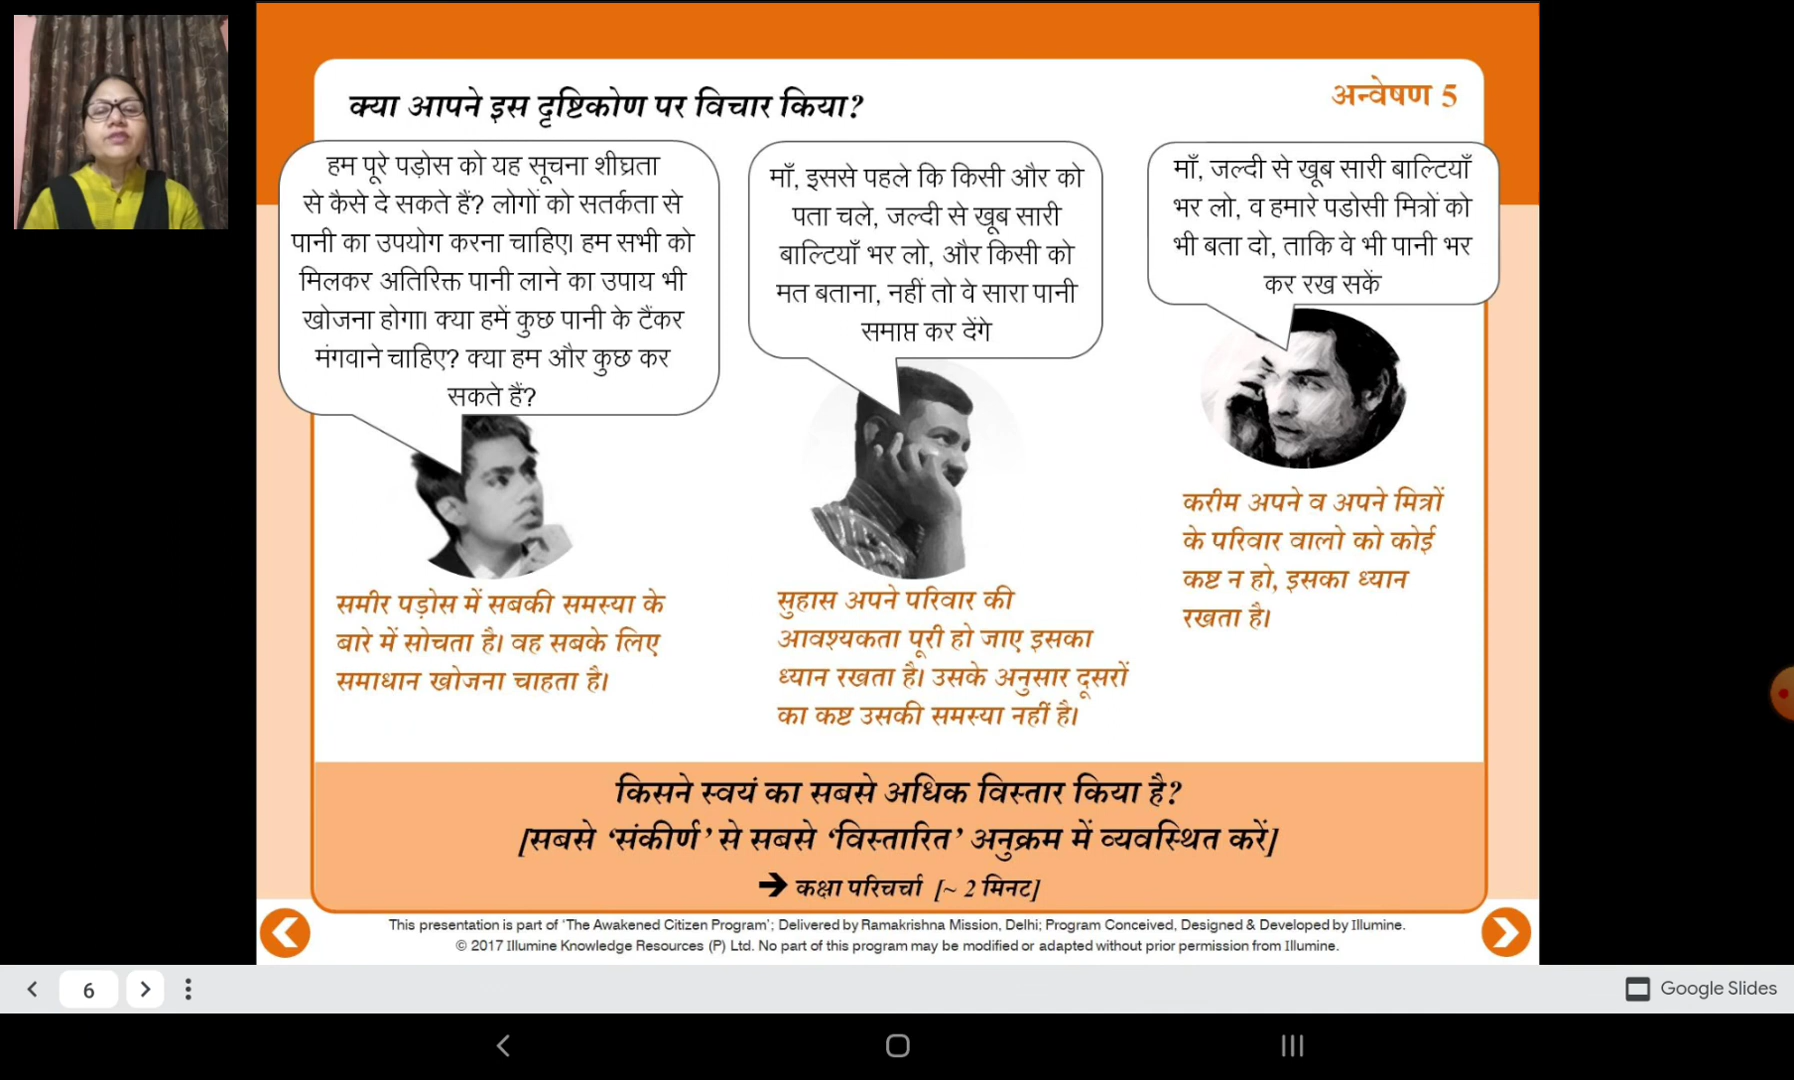 क्या आपने इस दृष्टिकोण पर विचार किया?
अन्वेषण 5
हम पूरे पड़ोस को यह सूचना शीघ्रता
से कैसे दे सकते हैं? लोगों को सतर्कता से
पानी का उपयोग करना चाहिए। हम सभी को
मिलकर अतिरिक्त पानी लाने का उपाय भी
खोजना होगा। क्या हमें कुछ पानी के टैंकर
मंगवाने चाहिए? क्या हम और कुछ कर
सकते हैं?
माँ, इससे पहले कि किसी और को
पता चले, जल्दी से खूब सारी
बाल्टियाँ भर लो, और किसी को
मत बताना, नहीं तो वे सारा पानी
समाप्त कर देंगे
माँ, जल्दी से खूब सारी बाल्टियाँ
भर लो, व हमारे पडोसी मित्रों को
भी बता दो, ताकि वे भी पानी भर
कर रख सकें
समीर पड़ोस में सबकी समस्या के
बारे में सोचता है। वह सबके लिए
समाधान खोजना चाहता है।
सुहास अपने परिवार की
आवश्यकता पूरी हो जाए इसका
ध्यान रखता है। उसके अनुसार दूसरों
का कष्ट उसकी समस्या नहीं है।
करीम अपने व अपने मित्रों
के परिवार वालो को कोई
कष्ट न हो, इसका ध्यान
रखता है।
किसने स्वयं का सबसे अधिक विस्तार किया है?
[सबसे ‘संकीर्ण’ से सबसे ‘विस्तारित’ अनुक्रम में व्यवस्थित करें]
➔ कक्षा परिचर्चा [~ 2 मिनट]
This presentation is part of ‘The Awakened Citizen Program’; Delivered by Ramakrishna Mission, Delhi; Program Conceived, Designed & Developed by Illumine.
© 2017 Illumine Knowledge Resources (P) Ltd. No part of this program may be modified or adapted without prior permission from Illumine.
6
Google Slides